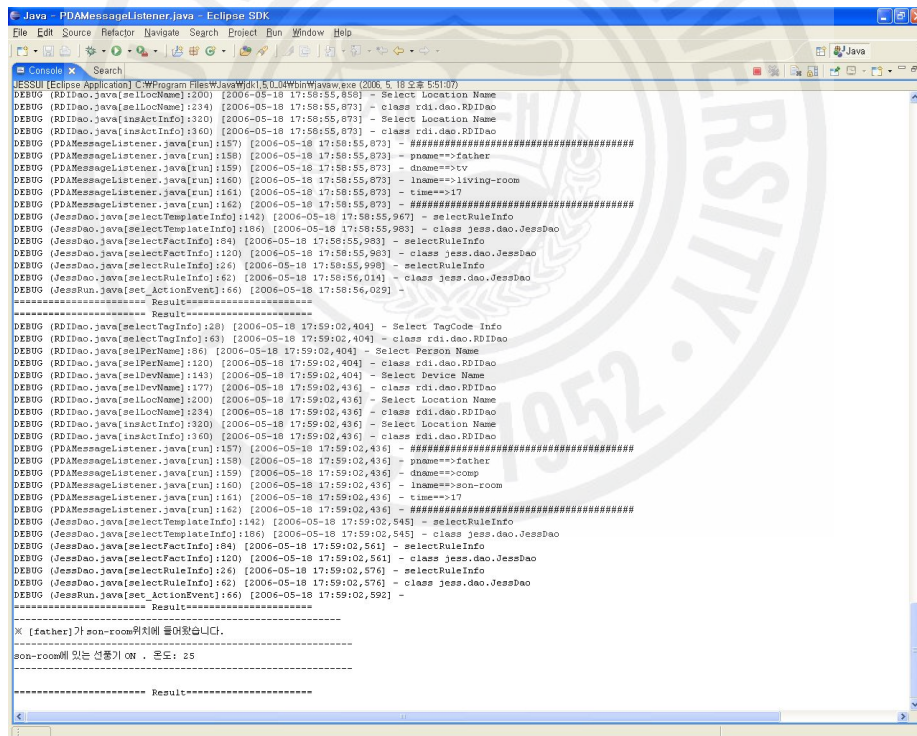 Java - PDAMessageListener.java - Eclipse SDK
File Edit Source Refactor Navigate Search Project Run Window Help
Java
Console Search
JESSUI [Eclipse Application] C:₩Program Files₩Java₩jdk1.5.0_04₩bin₩javaw.exe (2006. 5. 18 오후 5:51:07)
DEBUG (RDIDao.java[selLocName]:200) [2006-05-18 17:58:55,858] - Select Location Name
DEBUG (RDIDao.java[selLocName]:234) [2006-05-18 17:58:55,873] - class rdi.dao.RDIDao
DEBUG (RDIDao.java[insActInfo]:320) [2006-05-18 17:58:55,873] - Select Location Name
DEBUG (RDIDao.java[insActInfo]:360) [2006-05-18 17:58:55,873] - class rdi.dao.RDIDao
DEBUG (PDAMessageListener.java[run]:157) [2006-05-18 17:58:55,873] - #######################################
DEBUG (PDAMessageListener.java[run]:158) [2006-05-18 17:58:55,873] - pname==>father
DEBUG (PDAMessageListener.java[run]:159) [2006-05-18 17:58:55,873] - dname==>tv
DEBUG (PDAMessageListener.java[run]:160) [2006-05-18 17:58:55,873] - lname==>living-room
DEBUG (PDAMessageListener.java[run]:161) [2006-05-18 17:58:55,873] - time==>17
DEBUG (PDAMessageListener.java[run]:162) [2006-05-18 17:58:55,873] - #######################################
DEBUG (JessDao.java[selectTemplateInfo]:142) [2006-05-18 17:58:55,967] - selectRuleInfo
DEBUG (JessDao.java[selectTemplateInfo]:186) [2006-05-18 17:58:55,983] - class jess.dao.JessDao
DEBUG (JessDao.java[selectFactInfo]:84) [2006-05-18 17:58:55,983] - selectRuleInfo
DEBUG (JessDao.java[selectFactInfo]:120) [2006-05-18 17:58:55,983] - class jess.dao.JessDao
DEBUG (JessDao.java[selectRuleInfo]:26) [2006-05-18 17:58:55,998] - selectRuleInfo
DEBUG (JessDao.java[selectRuleInfo]:62) [2006-05-18 17:58:56,014] - class jess.dao.JessDao
DEBUG (JessRun.java[set_ActionEvent]:66) [2006-05-18 17:58:56,029] -
======================= Result======================
======================= Result======================
DEBUG (RDIDao.java[selectTagInfo]:28) [2006-05-18 17:59:02,404] - Select TagCode Info
DEBUG (RDIDao.java[selectTagInfo]:63) [2006-05-18 17:59:02,404] - class rdi.dao.RDIDao
DEBUG (RDIDao.java[selPerName]:86) [2006-05-18 17:59:02,404] - Select Person Name
DEBUG (RDIDao.java[selPerName]:120) [2006-05-18 17:59:02,404] - class rdi.dao.RDIDao
DEBUG (RDIDao.java[selDevName]:143) [2006-05-18 17:59:02,404] - Select Device Name
DEBUG (RDIDao.java[selDevName]:177) [2006-05-18 17:59:02,436] - class rdi.dao.RDIDao
DEBUG (RDIDao.java[selLocName]:200) [2006-05-18 17:59:02,436] - Select Location Name
DEBUG (RDIDao.java[selLocName]:234) [2006-05-18 17:59:02,436] - class rdi.dao.RDIDao
DEBUG (RDIDao.java[insActInfo]:320) [2006-05-18 17:59:02,436] - Select Location Name
DEBUG (RDIDao.java[insActInfo]:360) [2006-05-18 17:59:02,436] - class rdi.dao.RDIDao
DEBUG (PDAMessageListener.java[run]:157) [2006-05-18 17:59:02,436] - #######################################
DEBUG (PDAMessageListener.java[run]:158) [2006-05-18 17:59:02,436] - pname==>father
DEBUG (PDAMessageListener.java[run]:159) [2006-05-18 17:59:02,436] - dname==>comp
DEBUG (PDAMessageListener.java[run]:160) [2006-05-18 17:59:02,436] - lname==>son-room
DEBUG (PDAMessageListener.java[run]:161) [2006-05-18 17:59:02,436] - time==>17
DEBUG (PDAMessageListener.java[run]:162) [2006-05-18 17:59:02,436] - #######################################
DEBUG (JessDao.java[selectTemplateInfo]:142) [2006-05-18 17:59:02,545] - selectRuleInfo
DEBUG (JessDao.java[selectTemplateInfo]:186) [2006-05-18 17:59:02,545] - class jess.dao.JessDao
DEBUG (JessDao.java[selectFactInfo]:84) [2006-05-18 17:59:02,561] - selectRuleInfo
DEBUG (JessDao.java[selectFactInfo]:120) [2006-05-18 17:59:02,561] - class jess.dao.JessDao
DEBUG (JessDao.java[selectRuleInfo]:26) [2006-05-18 17:59:02,576] - selectRuleInfo
DEBUG (JessDao.java[selectRuleInfo]:62) [2006-05-18 17:59:02,576] - class jess.dao.JessDao
DEBUG (JessRun.java[set_ActionEvent]:66) [2006-05-18 17:59:02,592] -
======================= Result======================
---------------------------------------------------------
※ [father]가 son-room위치에 들어왔습니다.
-----------------------------------------------------------
son-room에 있는 선풍기 ON . 온도: 25
-----------------------------------------------------------
======================= Result======================
VERSITY
1952